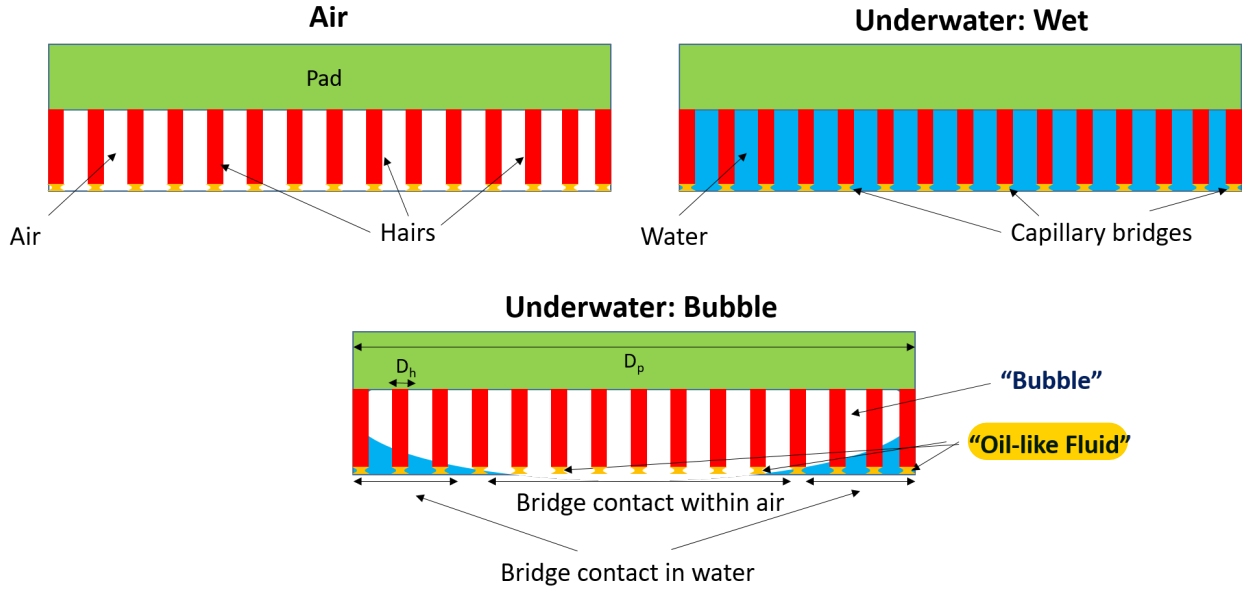 Air
Pad
Air
Hairs
Underwater: Wet
Water
Capillary bridges
Underwater: Bubble
Dₕ
Dₚ
“Bubble”
“Oil-like Fluid”
Bridge contact within air
Bridge contact in water